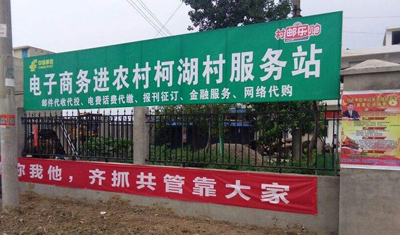 中国邮政
村邮乐购
电子商务进农村柯湖村服务站
邮件代收代投、电费话费代缴、报刊征订、金融服务、网络代购
你我他，齐抓共管靠大家